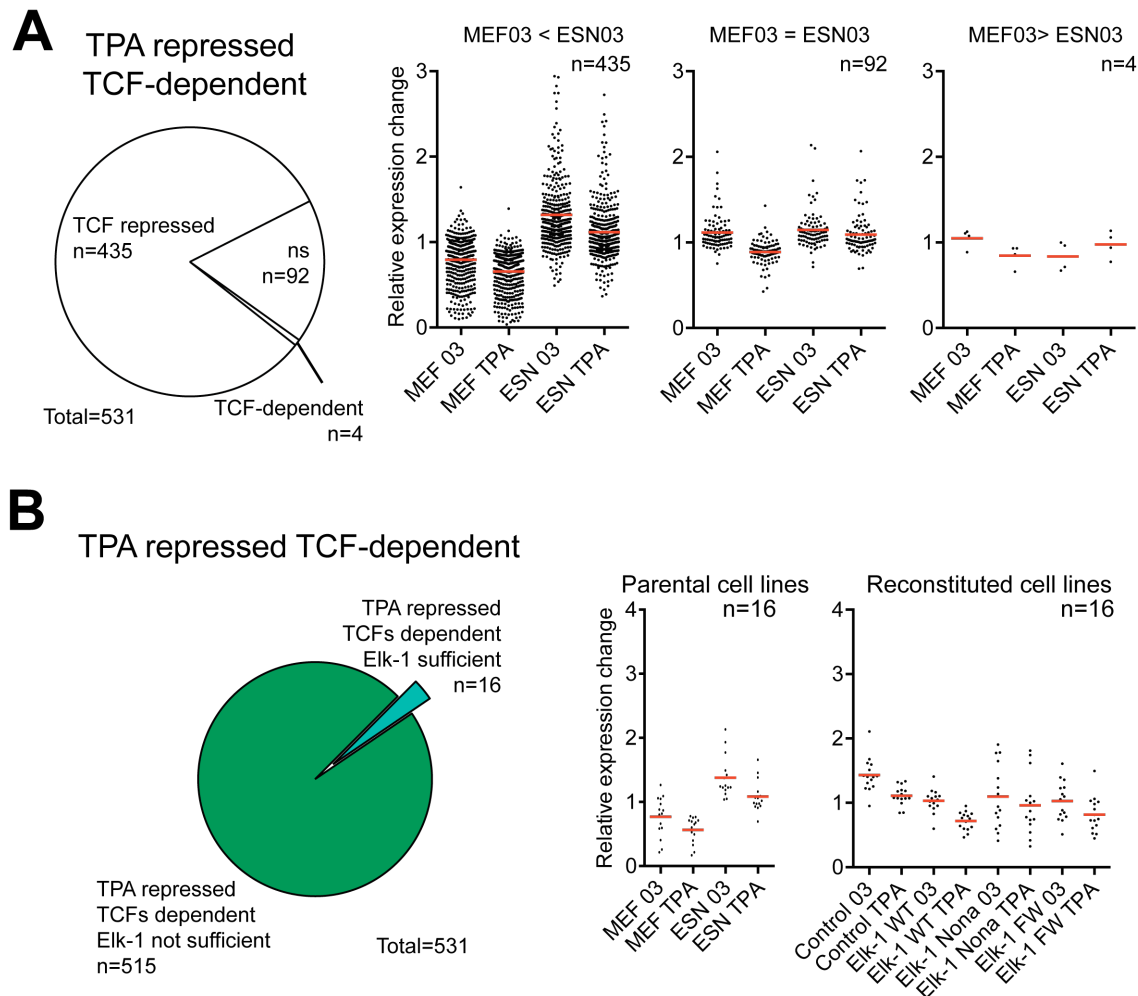 A
TPA repressed
TCF-dependent
TCF repressed
n=435
ns
n=92
TCF-dependent
n=4
Total=531
MEF03 < ESN03
n=435
Relative expression change
3
2
1
0
MEF 03
MEF TPA
ESN 03
ESN TPA
MEF03 = ESN03
n=92
3
2
1
0
MEF 03
MEF TPA
ESN 03
ESN TPA
MEF03> ESN03
n=4
3
2
1
0
MEF 03
MEF TPA
ESN 03
ESN TPA
B
TPA repressed TCF-dependent
TPA repressed
TCFs dependent
Elk-1 sufficient
n=16
TPA repressed
TCFs dependent
Elk-1 not sufficient
n=515
Total=531
Parental cell lines
n=16
Relative expression change
4
3
2
1
0
MEF 03
MEF TPA
ESN 03
ESN TPA
Reconstituted cell lines
n=16
4
3
2
1
0
Control 03
Control TPA
Elk-1 WT 03
Elk-1 WT TPA
Elk-1 Nona 03
Elk-1 Nona TPA
Elk-1 FW 03
Elk-1 FW TPA